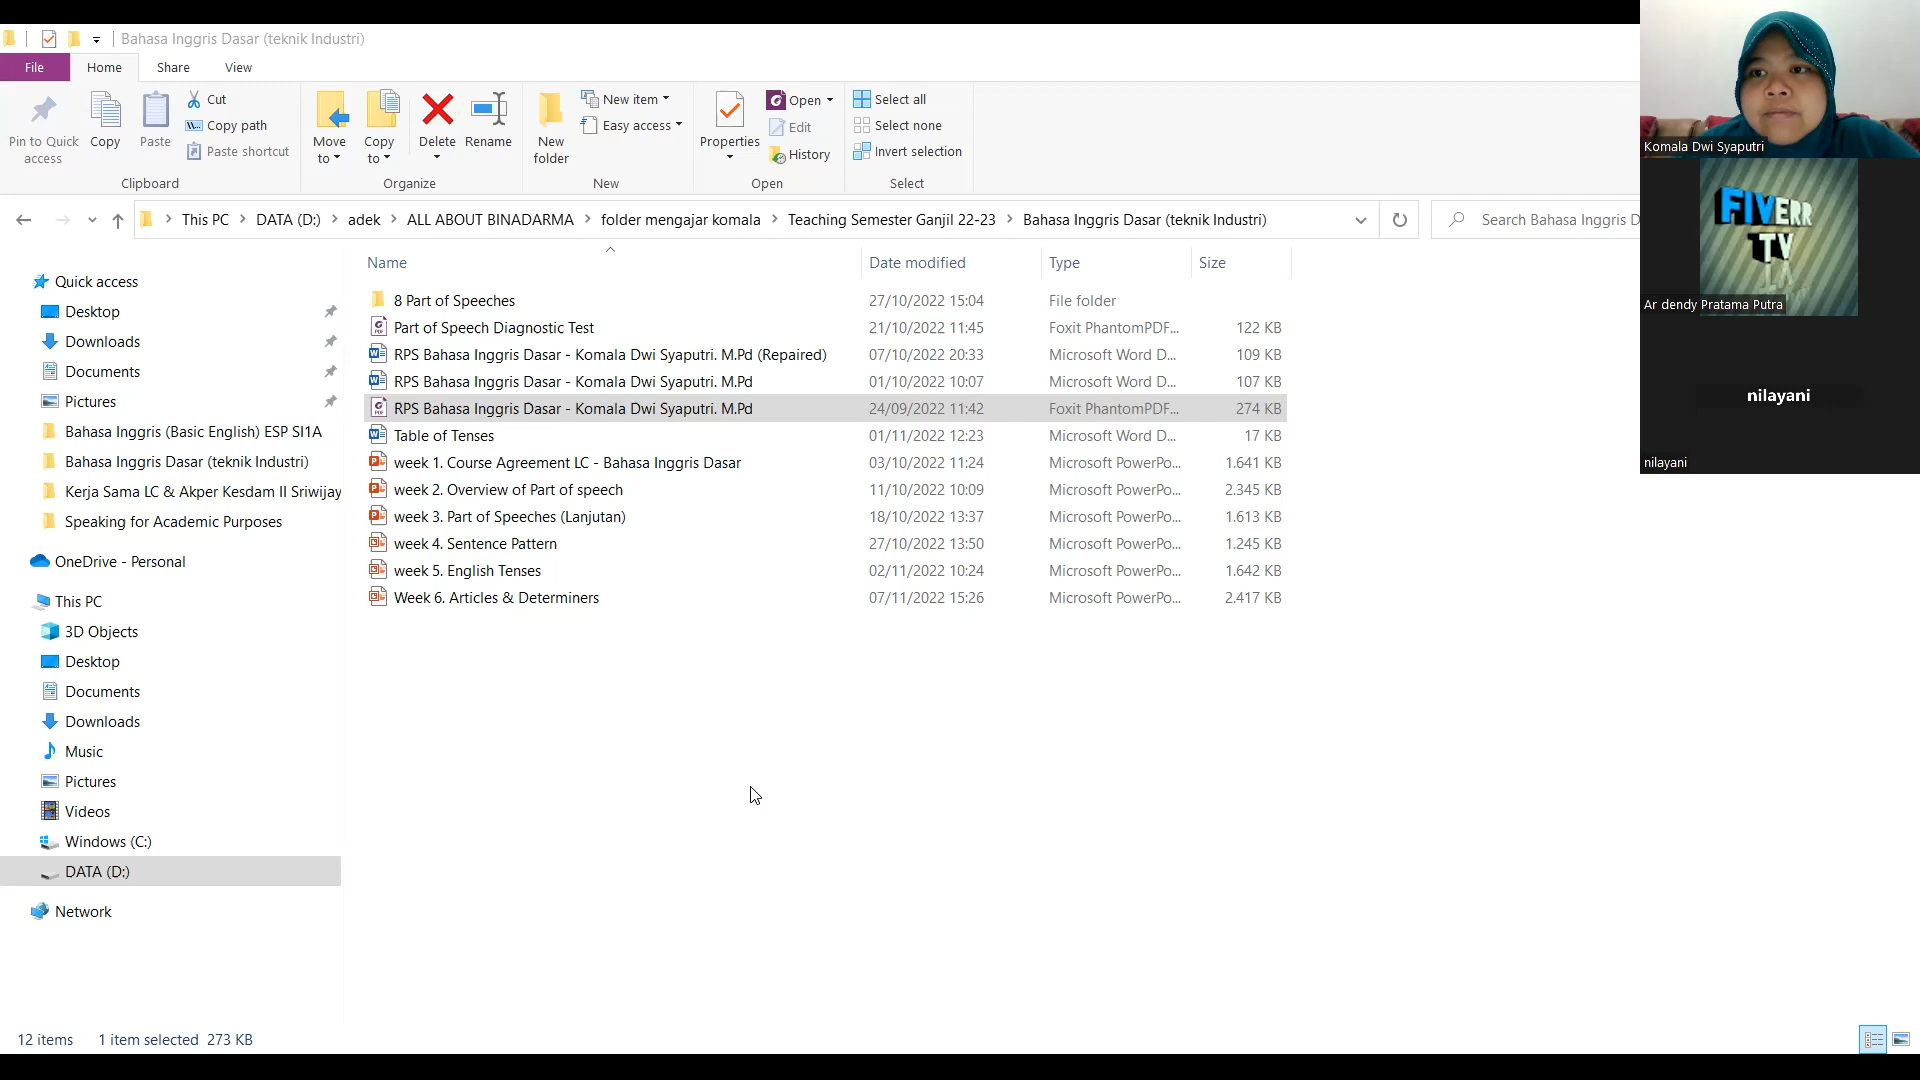 Bahasa Inggris Dasar (teknik Industri)
File Home Share View
Pin to Quick access
Copy
Paste
Cut
Copy path
Paste shortcut
Clipboard
Move to
Copy to
Delete
Rename
Organize
New folder
New item
Easy access
New
Properties
Open
Edit
History
Open
Select all
Select none
Invert selection
Select
This PC DATA (D:) adek ALL ABOUT BINADARMA folder mengajar komala Teaching Semester Ganjil 22-23 Bahasa Inggris Dasar (teknik Industri)
Search Bahasa Inggris D
Quick access
Desktop
Downloads
Documents
Pictures
Bahasa Inggris (Basic English) ESP SI1A
Bahasa Inggris Dasar (teknik Industri)
Kerja Sama LC & Akper Kesdam II Sriwijay
Speaking for Academic Purposes
OneDrive - Personal
This PC
3D Objects
Desktop
Documents
Downloads
Music
Pictures
Videos
Windows (C:)
DATA (D:)
Network
Name Date modified Type Size
8 Part of Speeches 27/10/2022 15:04 File folder
Part of Speech Diagnostic Test 21/10/2022 11:45 Foxit PhantomPDF... 122 KB
RPS Bahasa Inggris Dasar - Komala Dwi Syaputri. M.Pd (Repaired) 07/10/2022 20:33 Microsoft Word D... 109 KB
RPS Bahasa Inggris Dasar - Komala Dwi Syaputri. M.Pd 01/10/2022 10:07 Microsoft Word D... 107 KB
RPS Bahasa Inggris Dasar - Komala Dwi Syaputri. M.Pd 24/09/2022 11:42 Foxit PhantomPDF... 274 KB
Table of Tenses 01/11/2022 12:23 Microsoft Word D... 17 KB
week 1. Course Agreement LC - Bahasa Inggris Dasar 03/10/2022 11:24 Microsoft PowerPo... 1.641 KB
week 2. Overview of Part of speech 11/10/2022 10:09 Microsoft PowerPo... 2.345 KB
week 3. Part of Speeches (Lanjutan) 18/10/2022 13:37 Microsoft PowerPo... 1.613 KB
week 4. Sentence Pattern 27/10/2022 13:50 Microsoft PowerPo... 1.245 KB
week 5. English Tenses 02/11/2022 10:24 Microsoft PowerPo... 1.642 KB
Week 6. Articles & Determiners 07/11/2022 15:26 Microsoft PowerPo... 2.417 KB
12 items 1 item selected 273 KB
Komala Dwi Syaputri
FIVERR
TV
Ar dendy Pratama Putra
nilayani
nilayani